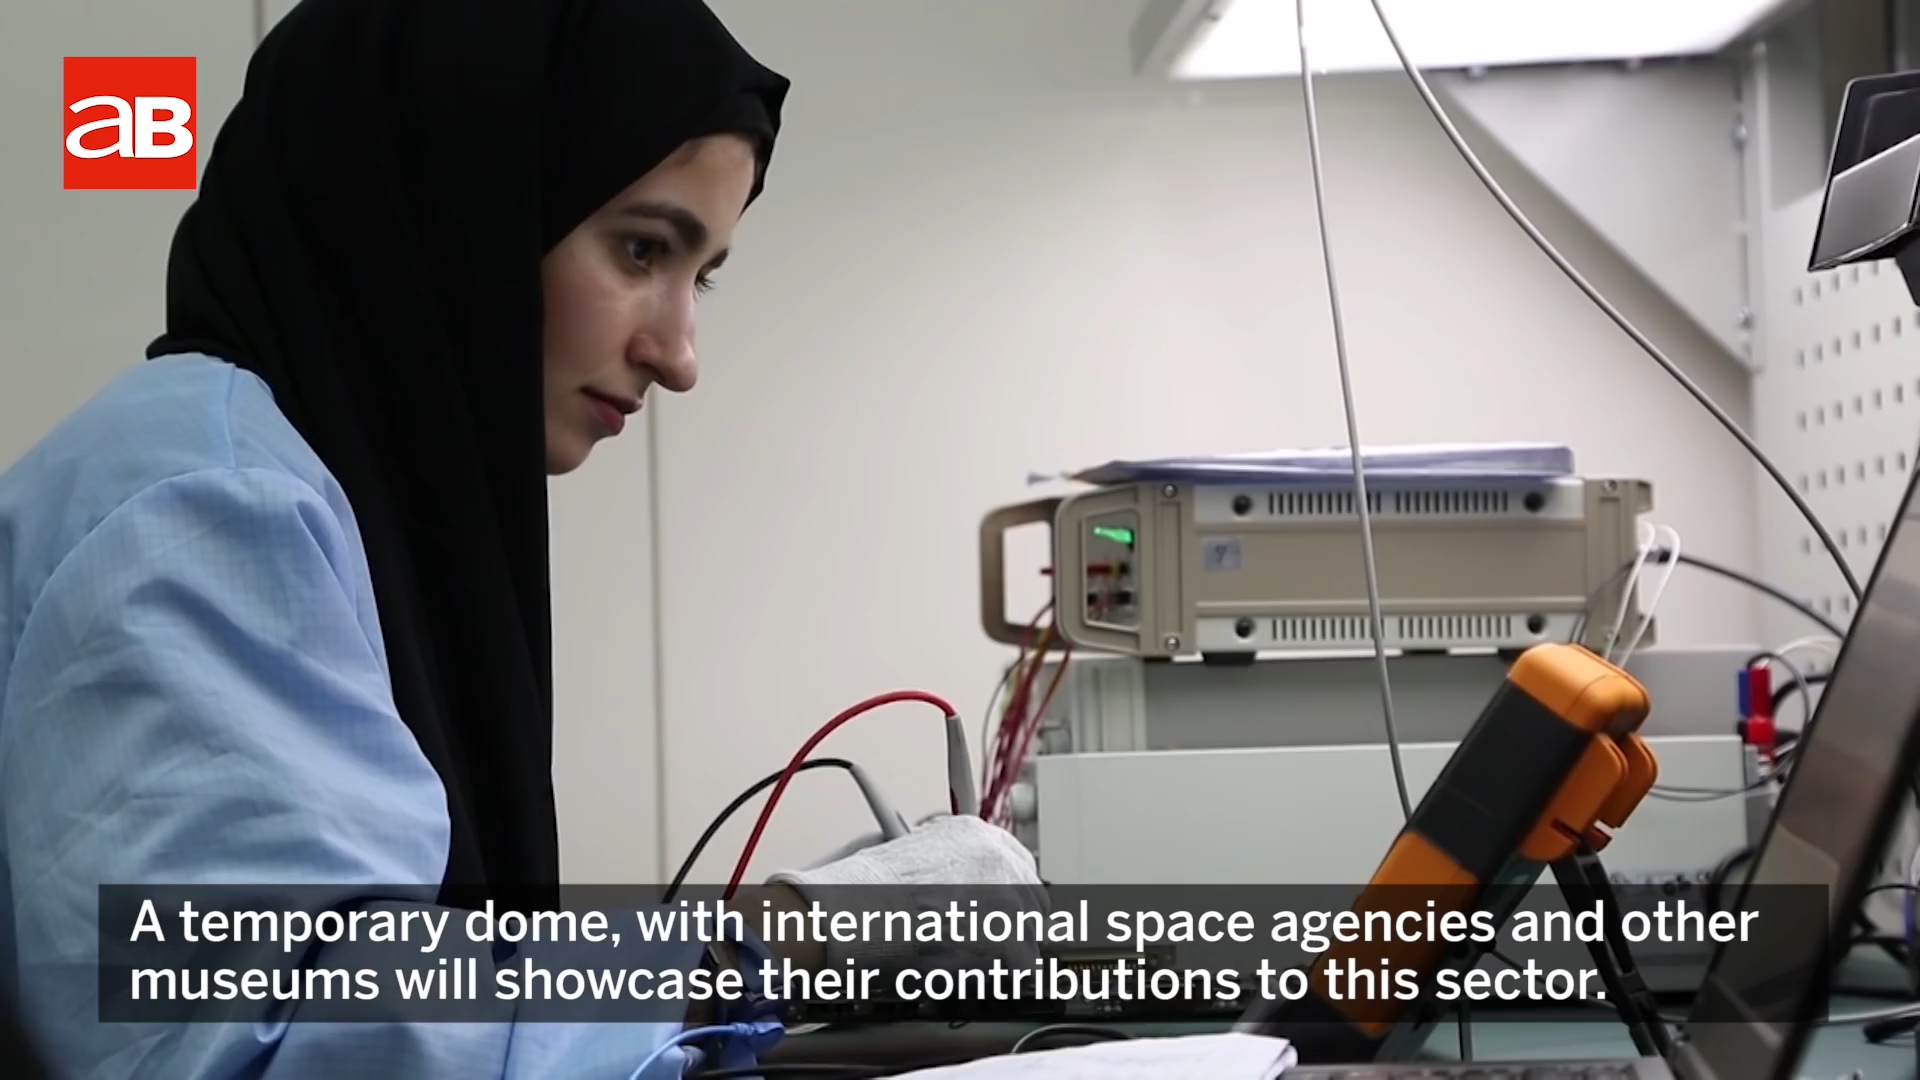 aB
A temporary dome, with international space agencies and other
museums will showcase their contributions to this sector.